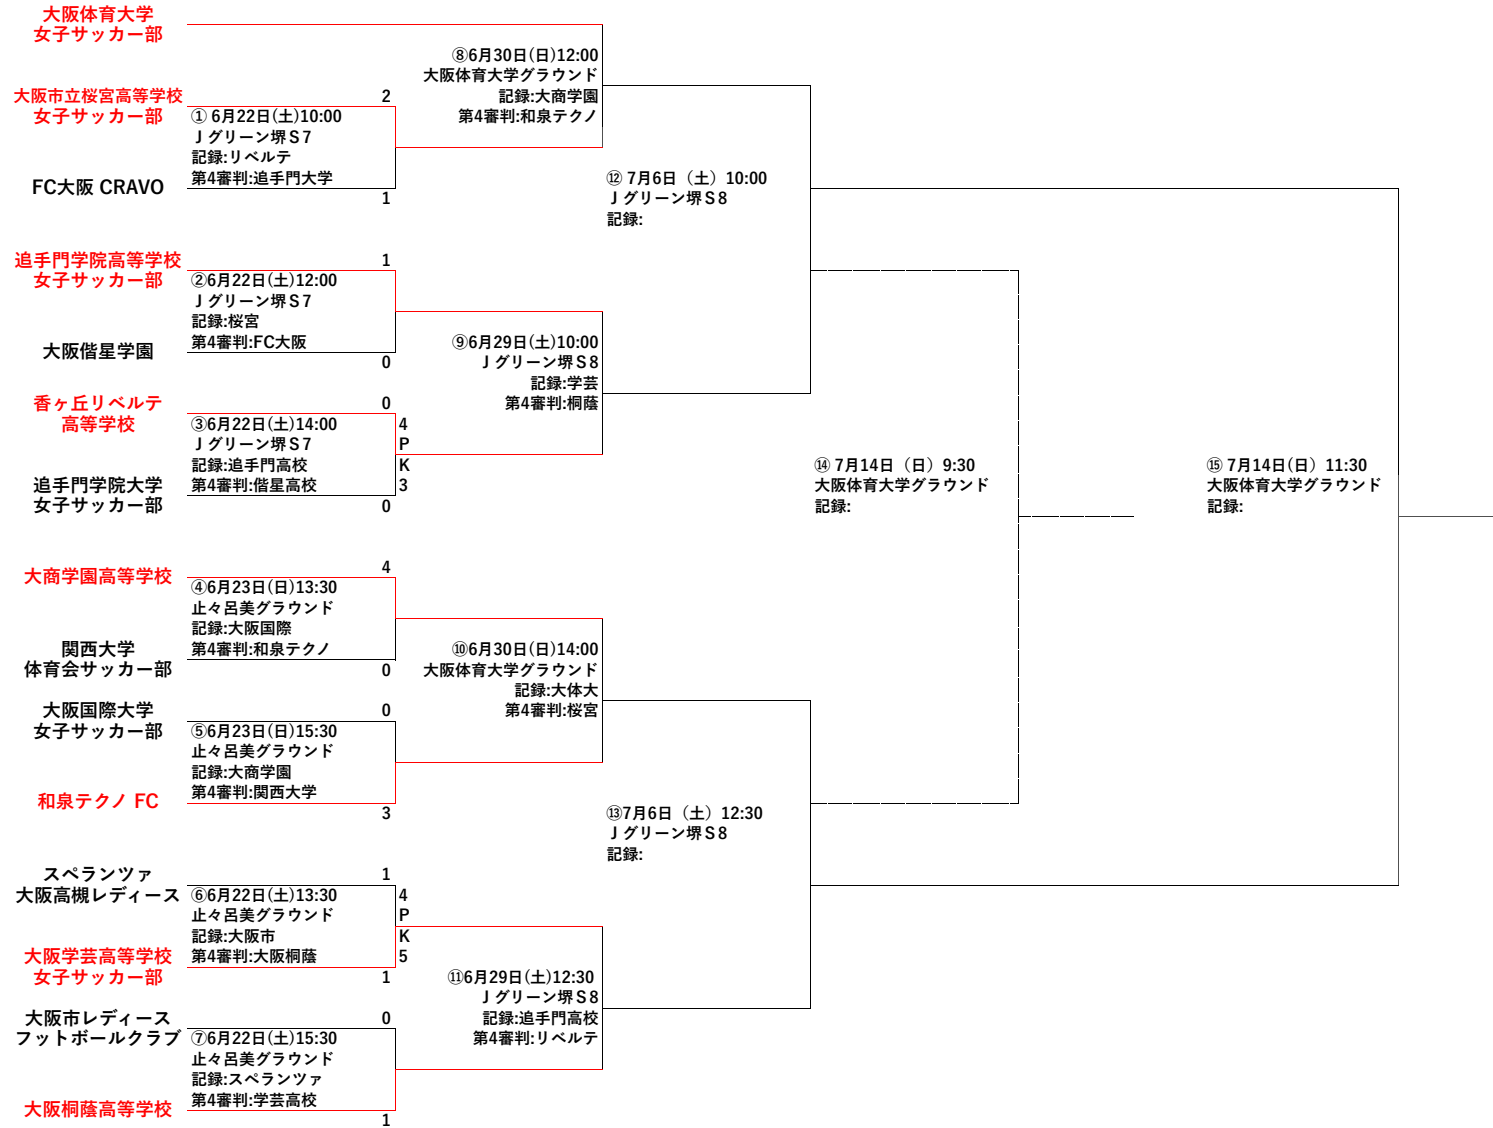 大阪体育大学
女子サッカー部
⑧6月30日(日)12:00
大阪体育大学グラウンド
記録:大商学園
第4審判:和泉テクノ
大阪市立桜宮高等学校
女子サッカー部
2
① 6月22日(土)10:00
Ｊグリーン堺Ｓ7
記録:リベルテ
第4審判:追手門大学
FC大阪 CRAVO
1
⑫ 7月6日（土）10:00
Ｊグリーン堺Ｓ8
記録:
追手門学院高等学校
女子サッカー部
1
②6月22日(土)12:00
Ｊグリーン堺Ｓ7
記録:桜宮
第4審判:FC大阪
大阪偕星学園
0
⑨6月29日(土)10:00
Ｊグリーン堺Ｓ8
記録:学芸
第4審判:桐蔭
香ヶ丘リベルテ
高等学校
0
③6月22日(土)14:00
Ｊグリーン堺Ｓ7
記録:追手門高校
第4審判:偕星高校
4
P
K
3
追手門学院大学
女子サッカー部
0
⑭ 7月14日（日）9:30
大阪体育大学グラウンド
記録:
⑮ 7月14日(日）11:30
大阪体育大学グラウンド
記録:
大商学園高等学校
4
④6月23日(日)13:30
止々呂美グラウンド
記録:大阪国際
第4審判:和泉テクノ
関西大学
体育会サッカー部
0
⑩6月30日(日)14:00
大阪体育大学グラウンド
記録:大体大
第4審判:桜宮
大阪国際大学
女子サッカー部
0
⑤6月23日(日)15:30
止々呂美グラウンド
記録:大商学園
第4審判:関西大学
和泉テクノ FC
3
⑬7月6日（土）12:30
Ｊグリーン堺Ｓ8
記録:
スペランツァ
大阪高槻レディース
1
⑥6月22日(土)13:30
止々呂美グラウンド
記録:大阪市
第4審判:大阪桐蔭
4
P
K
5
大阪学芸高等学校
女子サッカー部
1
⑪6月29日(土)12:30
Ｊグリーン堺Ｓ8
記録:追手門高校
第4審判:リベルテ
大阪市レディース
フットボールクラブ
0
⑦6月22日(土)15:30
止々呂美グラウンド
記録:スペランツァ
第4審判:学芸高校
大阪桐蔭高等学校
1